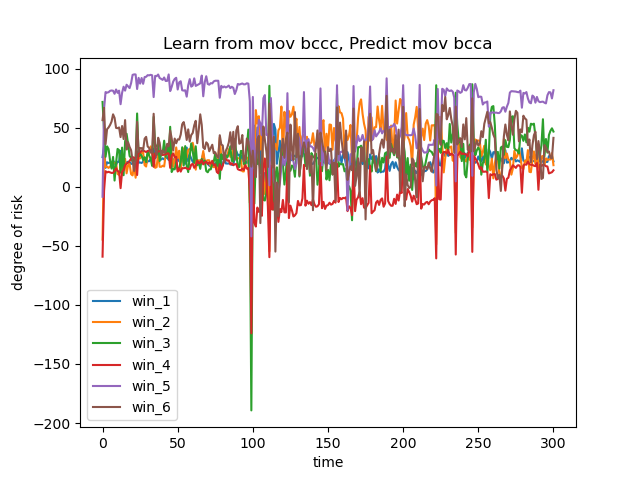 Learn from mov bccc, Predict mov bcca
degree of risk
100
50
0
−50
−100
−150
−200
win_1
win_2
win_3
win_4
win_5
win_6
0 50 100 150 200 250 300
time